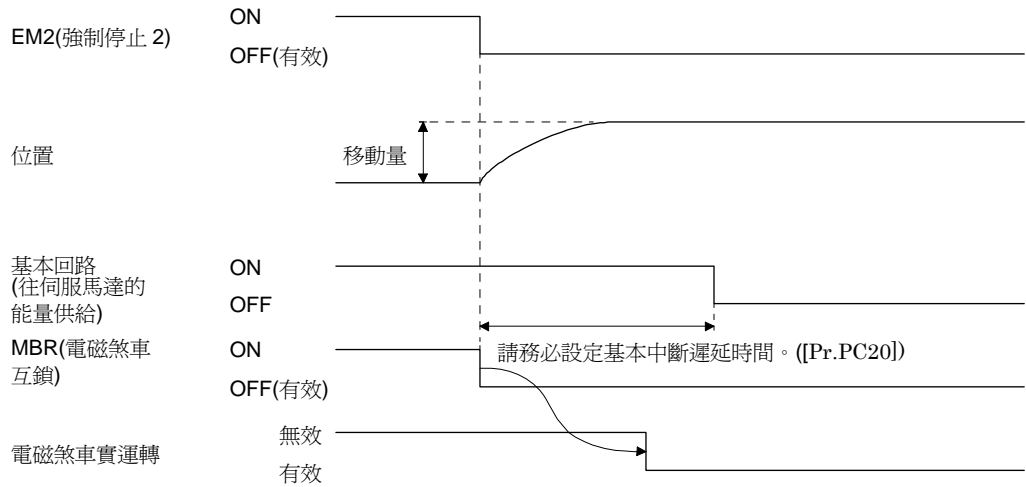 ON
EM2(強制停止 2)
OFF(有效)
位置
移動量
基本回路
(往伺服馬達的
能量供給)
ON
OFF
MBR(電磁煞車
互鎖)
ON
請務必設定基本中斷遲延時間。([Pr.PC20])
OFF(有效)
電磁煞車實運轉
無效
有效